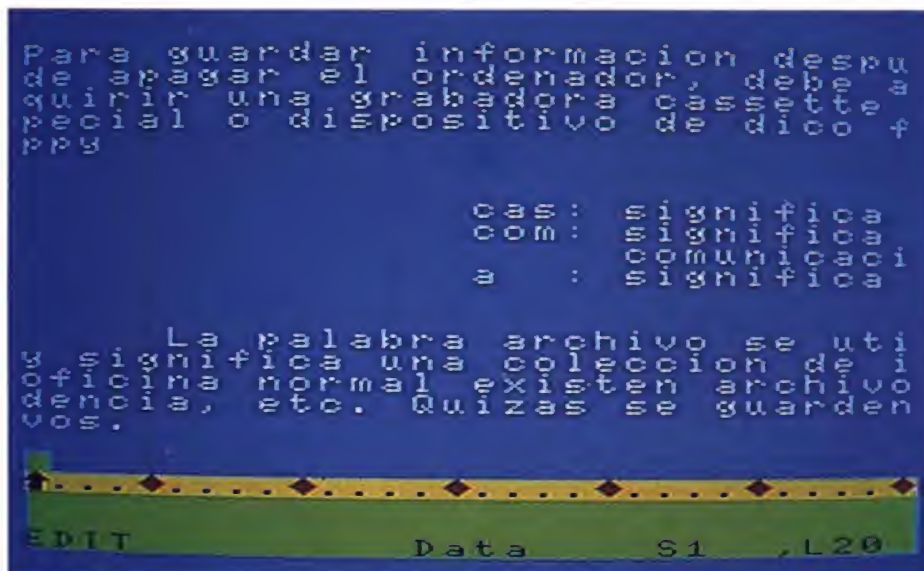 Para guardar informacion despu
de apagar el ordenador, debe a
quirir una grabadora cassette
pecial o dispositivo de dico f
ppy
cas: significa
com: significa
comunicaci
a : significa
La palabra archivo se uti
y significa una coleccion de i
oficina normal existen archivo
dencia, etc. Quizas se guarden
vos.
EDIT Data S1 ,L20